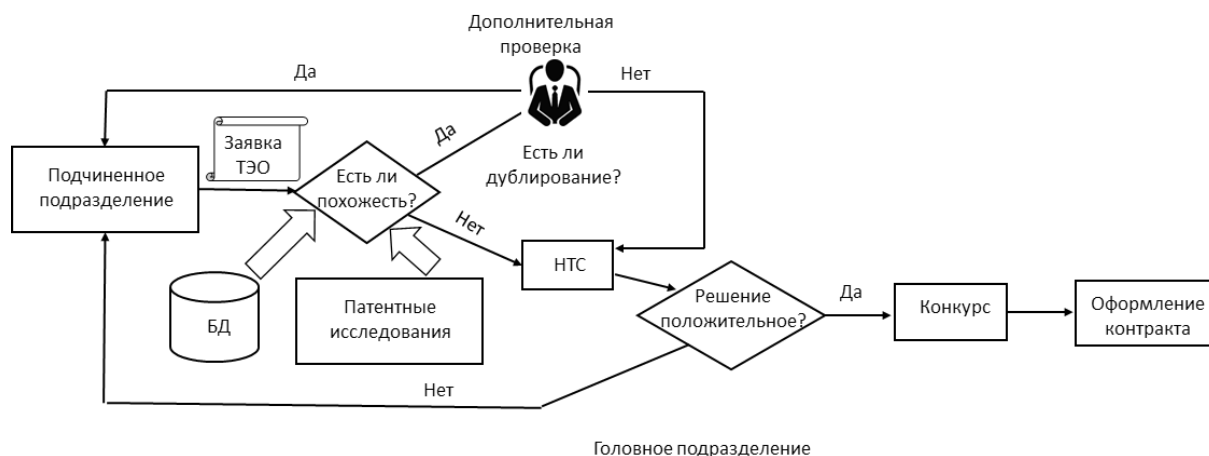 Дополнительная
проверка
Да
Нет
Заявка
ТЭО
Да
Подчиненное
подразделение
Есть ли
похожесть?
Есть ли
дублирование?
Нет
НТС
БД
Патентные
исследования
Решение
положительное?
Да
Конкурс
Оформление
контракта
Нет
Головное подразделение